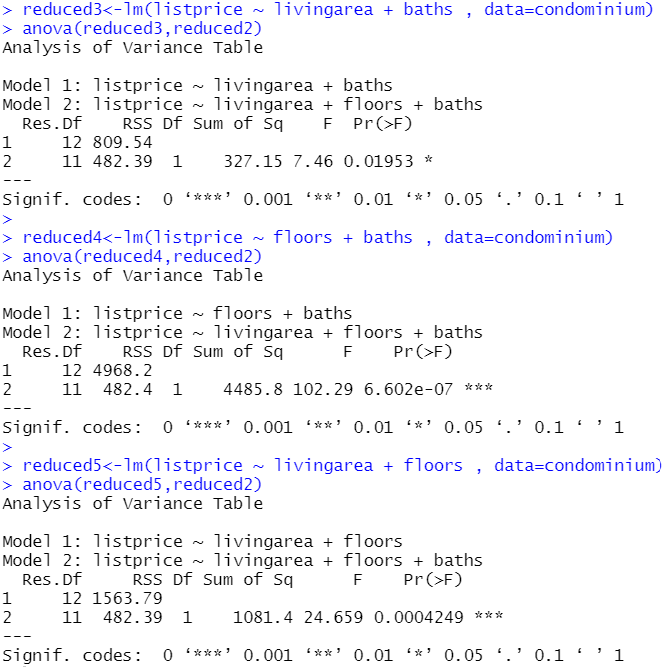 > reduced3<-lm(listprice ~ livingarea + baths , data=condominium)
> anova(reduced3,reduced2)
Analysis of Variance Table

Model 1: listprice ~ livingarea + baths
Model 2: listprice ~ livingarea + floors + baths
  Res.Df    RSS Df Sum of Sq    F  Pr(>F)
1     12 809.54
2     11 482.39  1    327.15 7.46 0.01953 *
---
Signif. codes:  0 ‘***’ 0.001 ‘**’ 0.01 ‘*’ 0.05 ‘.’ 0.1 ‘ ’ 1
>
> reduced4<-lm(listprice ~ floors + baths , data=condominium)
> anova(reduced4,reduced2)
Analysis of Variance Table

Model 1: listprice ~ floors + baths
Model 2: listprice ~ livingarea + floors + baths
  Res.Df    RSS Df Sum of Sq      F    Pr(>F)
1     12 4968.2
2     11  482.4  1    4485.8 102.29 6.602e-07 ***
---
Signif. codes:  0 ‘***’ 0.001 ‘**’ 0.01 ‘*’ 0.05 ‘.’ 0.1 ‘ ’ 1
>
> reduced5<-lm(listprice ~ livingarea + floors , data=condominium)
> anova(reduced5,reduced2)
Analysis of Variance Table

Model 1: listprice ~ livingarea + floors
Model 2: listprice ~ livingarea + floors + baths
  Res.Df     RSS Df Sum of Sq      F    Pr(>F)
1     12 1563.79
2     11  482.39  1    1081.4 24.659 0.0004249 ***
---
Signif. codes:  0 ‘***’ 0.001 ‘**’ 0.01 ‘*’ 0.05 ‘.’ 0.1 ‘ ’ 1